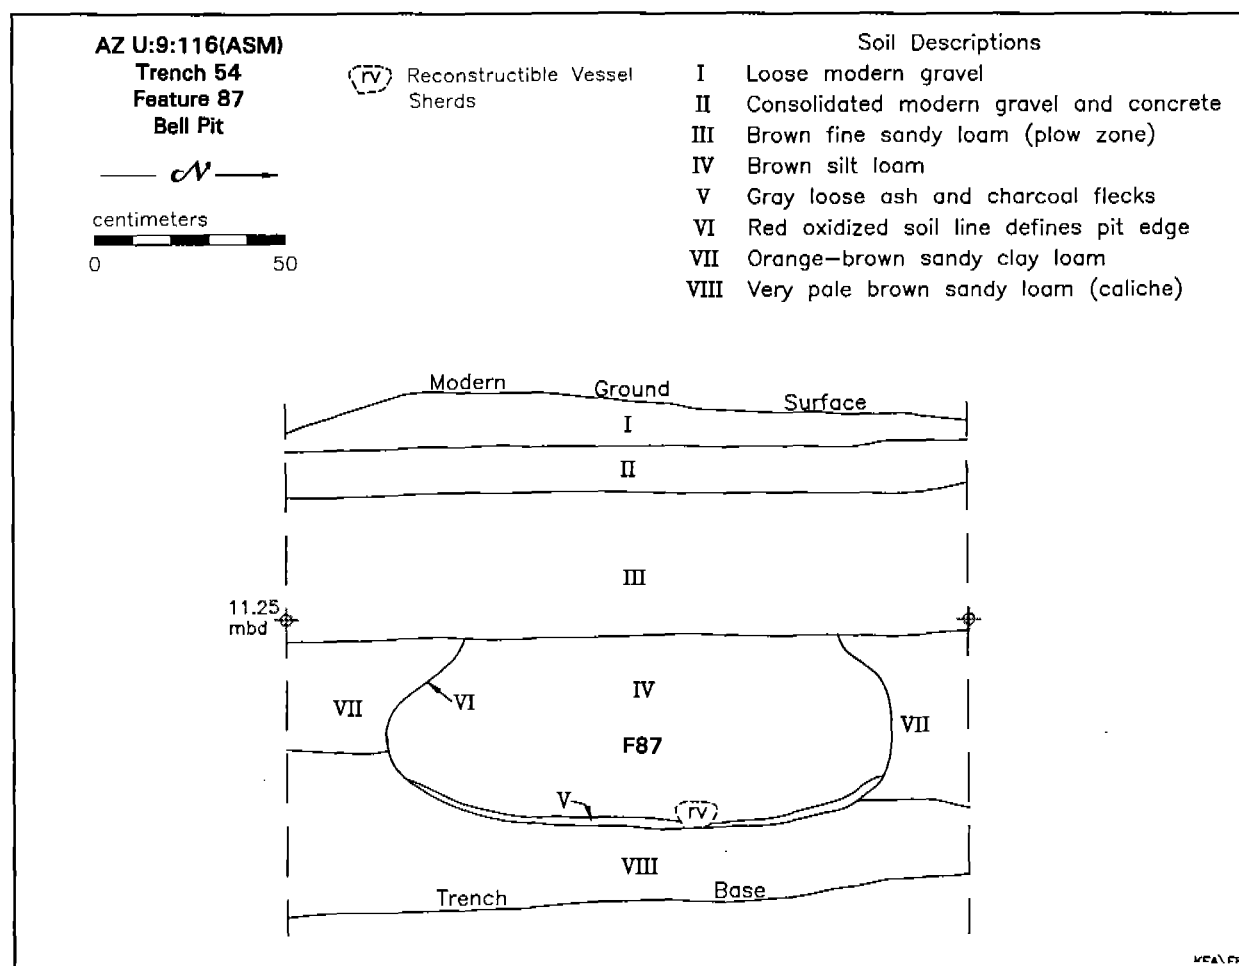 AZ U:9:116(ASM)
Trench 54
Feature 87
Bell Pit
N
centimeters
0 50
rv Reconstructible Vessel
Sherds
Soil Descriptions
I Loose modern gravel
II Consolidated modern gravel and concrete
III Brown fine sandy loam (plow zone)
IV Brown silt loam
V Gray loose ash and charcoal flecks
VI Red oxidized soil line defines pit edge
VII Orange-brown sandy clay loam
VIII Very pale brown sandy loam (caliche)
Modern Ground Surface
I
II
III
11.25
mbd
IV
VI
VII
VII
F87
V
rv
VIII
Trench Base